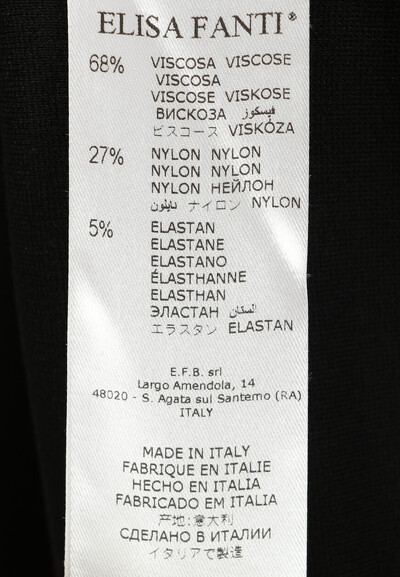 ELISA FANTI®
68% VISCOSA VISCOSE
VISCOSA
VISCOSE VISKOSE
ВИСКОЗА فيسكوز
ビスコース VISKÓZA
27% NYLON NYLON
NYLON NYLON
NYLON НЕЙЛОН
نايلون ナイロン NYLON
5% ELASTAN
ELASTANE
ELASTANO
ÉLASTHANNE
ELASTHAN
ЭЛАСТАН السكان
エラスタン ELASTAN
E.F.B. srl
Largo Amendola, 14
48020 - S. Agata sul Santerno (RA)
ITALY
MADE IN ITALY
FABRIQUE EN ITALIE
HECHO EN ITALIA
FABRICADO EM ITALIA
产地:意大利
СДЕЛАНО В ИТАЛИИ
イタリアで製造